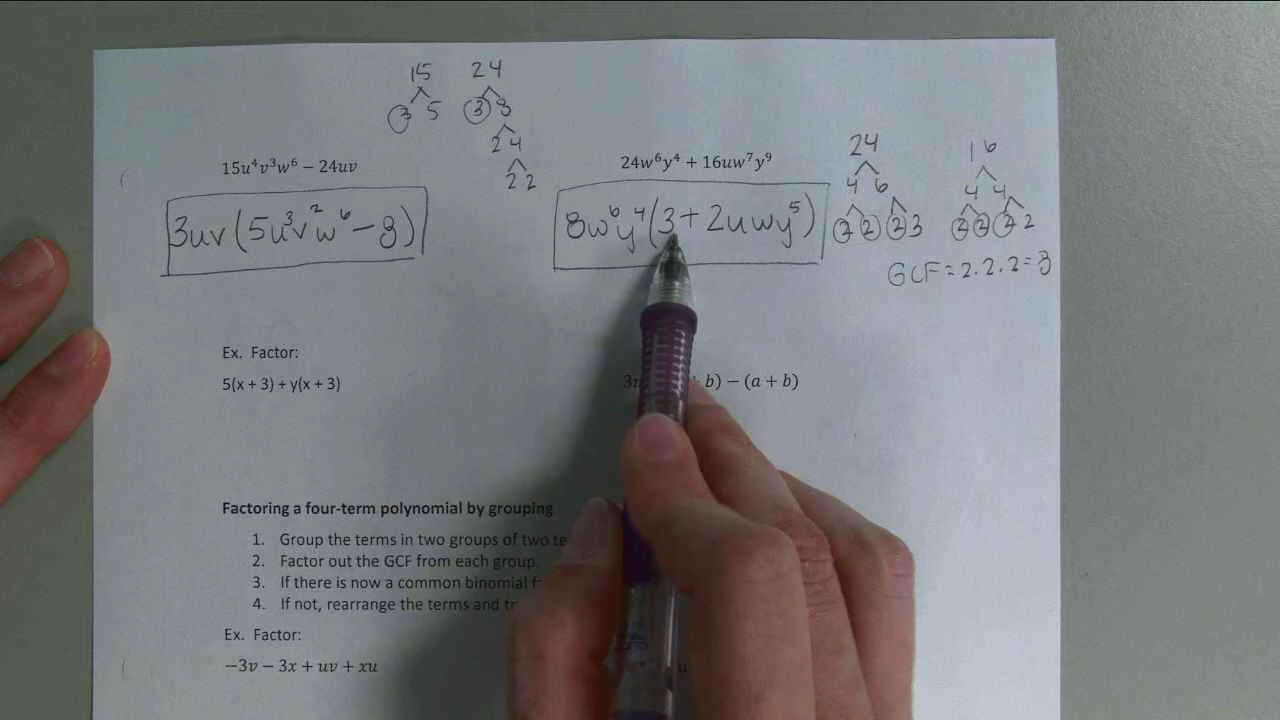 15 24
3 5 3 8
2 4
2 2
15u⁴v³w⁶ − 24uv
3uv(5u³v²w⁶ − 8)
24w⁶y⁴ + 16uw⁷y⁹
8w⁶y⁴(3 + 2uwy⁵)
24 16
4 6 4 4
2 2 2 3 2 2 2 2
GCF = 2·2·2 = 8
Ex. Factor:
5(x + 3) + y(x + 3)
b) − (a + b)
Factoring a four-term polynomial by grouping
1. Group the terms in two groups of two
2. Factor out the GCF from each group.
3. If there is now a common binomial
4. If not, rearrange the terms and
Ex. Factor:
−3v − 3x + uv + xu